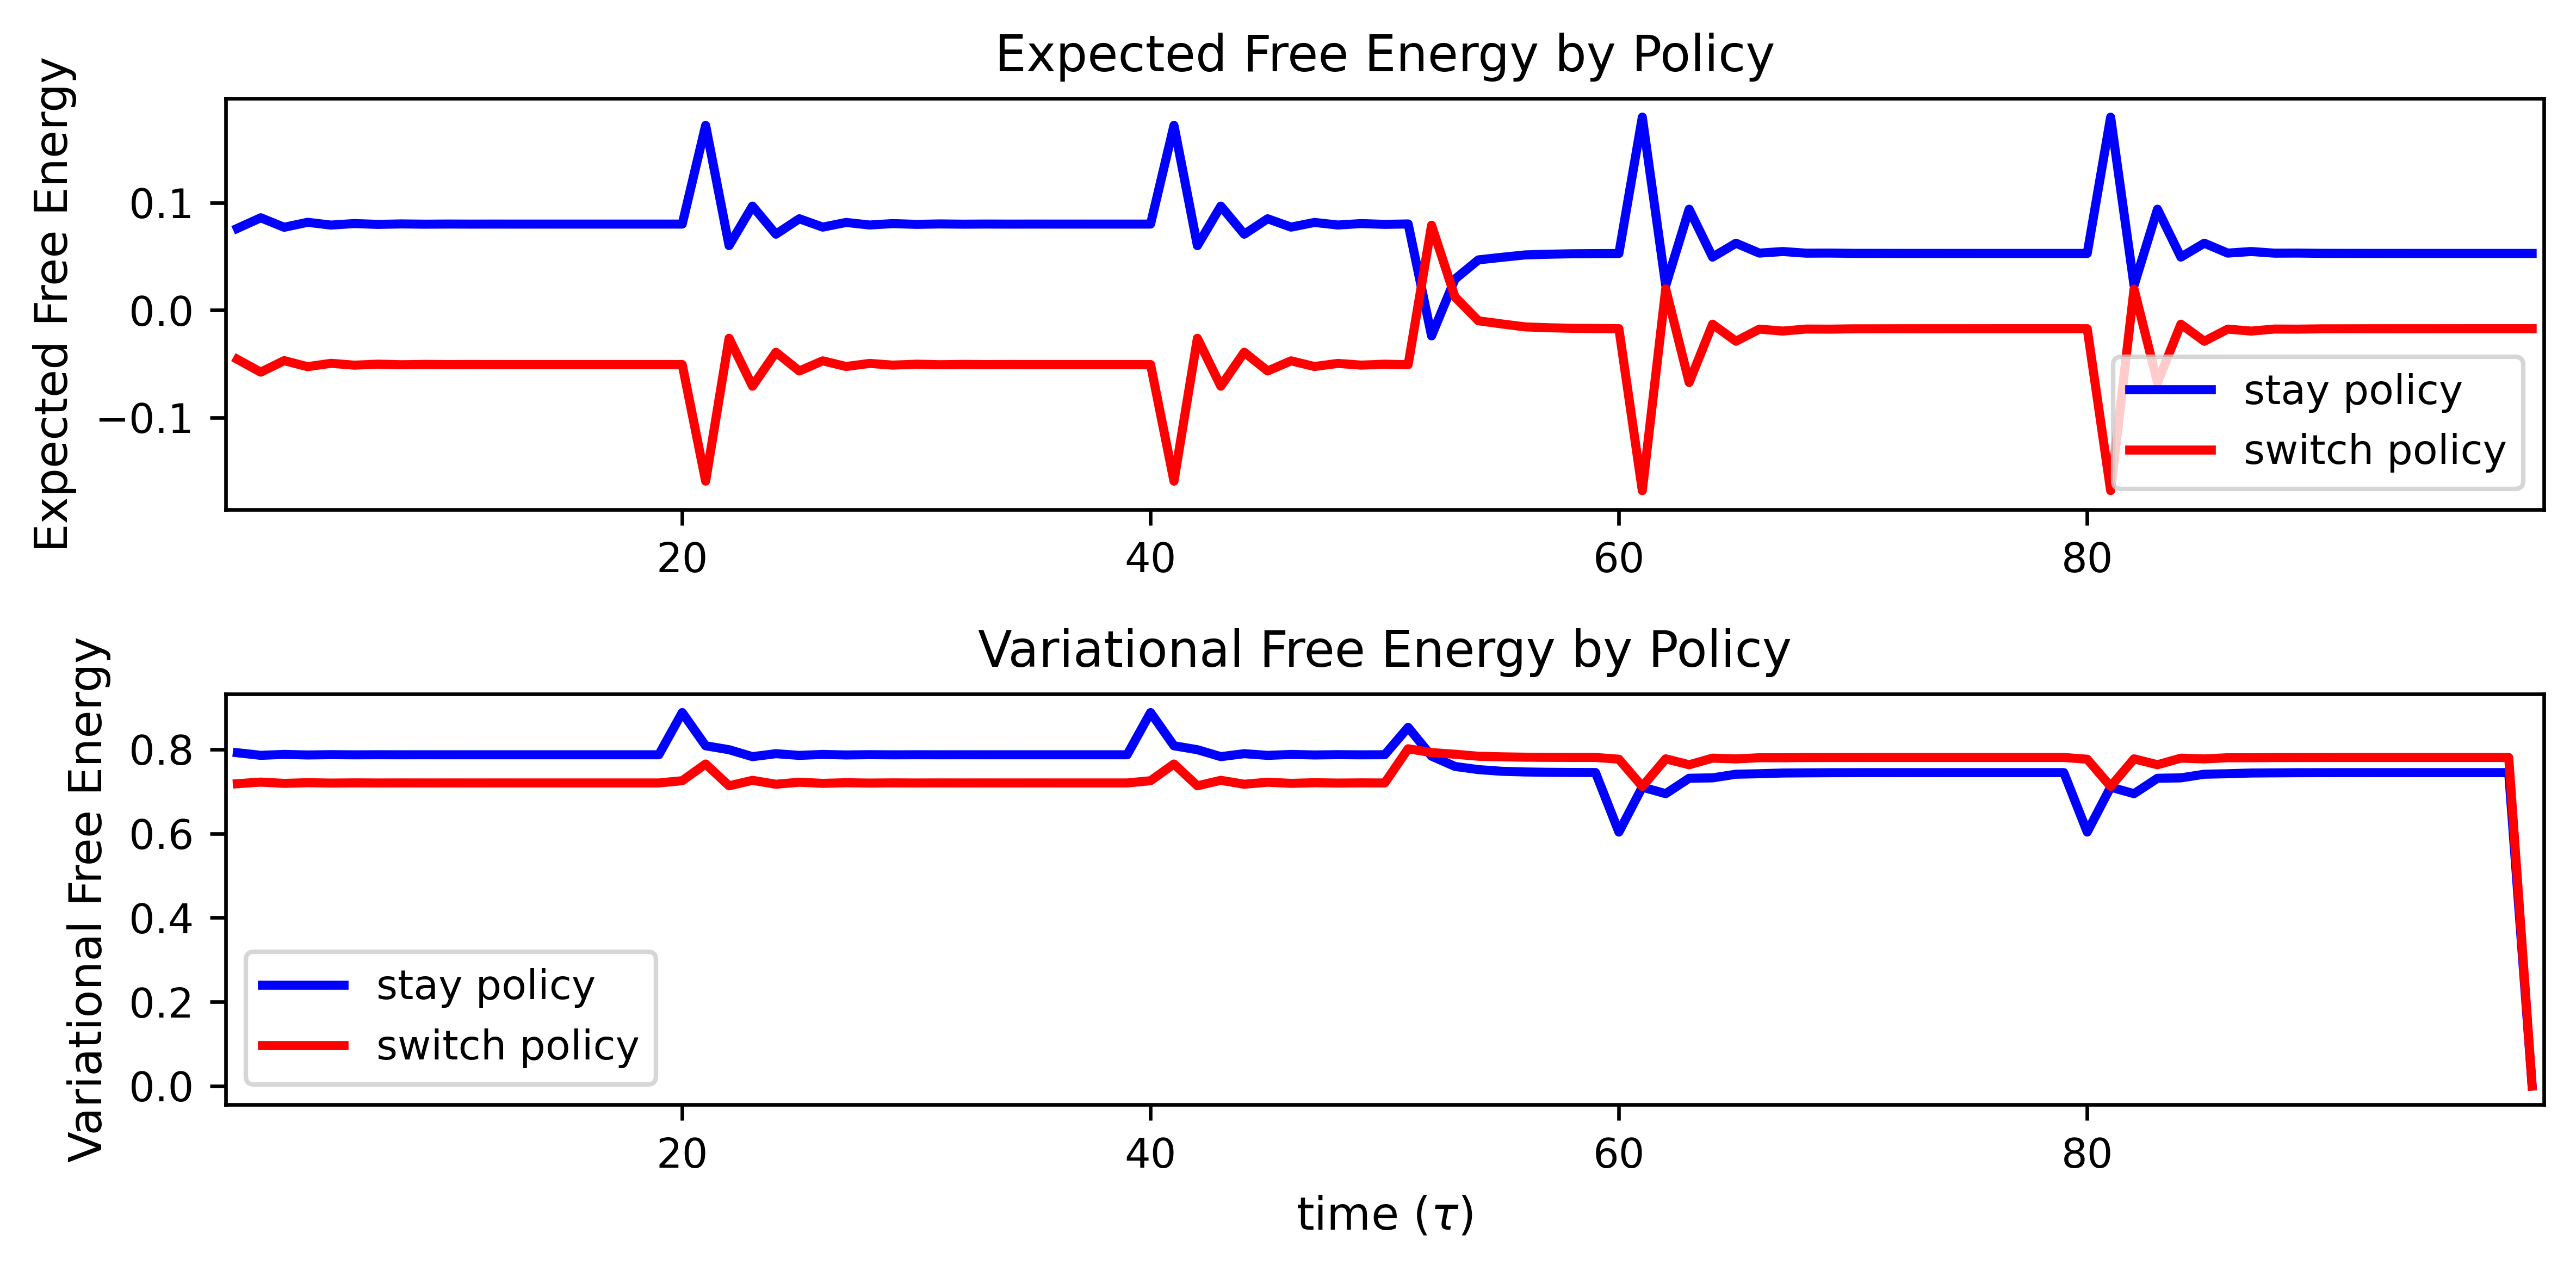 Expected Free Energy by Policy
Expected Free Energy
0.1
0.0
−0.1
stay policy
switch policy
20 40 60 80
Variational Free Energy by Policy
Variational Free Energy
0.8
0.6
0.4
0.2
0.0
stay policy
switch policy
20 40 60 80
time (τ)